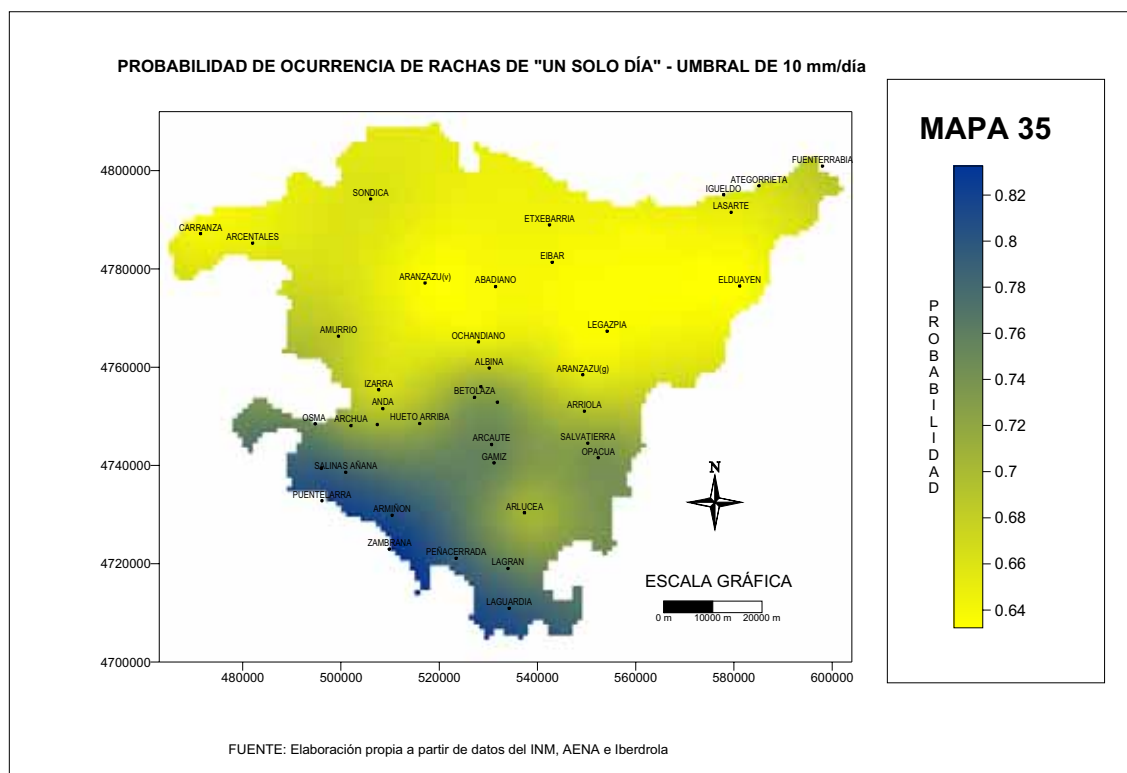 PROBABILIDAD DE OCURRENCIA DE RACHAS DE "UN SOLO DÍA" - UMBRAL DE 10 mm/día
MAPA 35
4800000
4780000
4760000
4740000
4720000
4700000
480000
500000
520000
540000
560000
580000
600000
FUENTERRABIA
ATEGORRIETA
IGUELDO
LASARTE
SONDICA
ETXEBARRIA
CARRANZA
ARCENTALES
EIBAR
ARANZAZU(v)
ABADIANO
ELDUAYEN
AMURRIO
LEGAZPIA
OCHANDIANO
ALBINA
ARANZAZU(g)
IZARRA
BETOLAZA
ANDA
ARRIOLA
OSMA
ARCHUA
HUETO ARRIBA
ARCAUTE
SALVATIERRA
OPACUA
GAMIZ
SALINAS AÑANA
PUENTELARRA
ARMIÑON
ARLUCEA
ZAMBRANA
PEÑACERRADA
LAGRAN
LAGUARDIA
N
ESCALA GRÁFICA
0 m 10000 m 20000 m
0.82
0.8
0.78
0.76
0.74
0.72
0.7
0.68
0.66
0.64
PROBABILIDAD
FUENTE: Elaboración propia a partir de datos del INM, AENA e Iberdrola